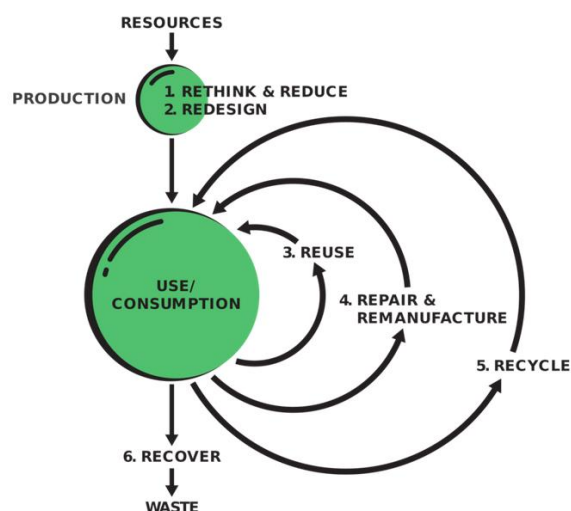 RESOURCES
PRODUCTION
1. RETHINK & REDUCE
2. REDESIGN
USE/
CONSUMPTION
3. REUSE
4. REPAIR &
REMANUFACTURE
5. RECYCLE
6. RECOVER
WASTE